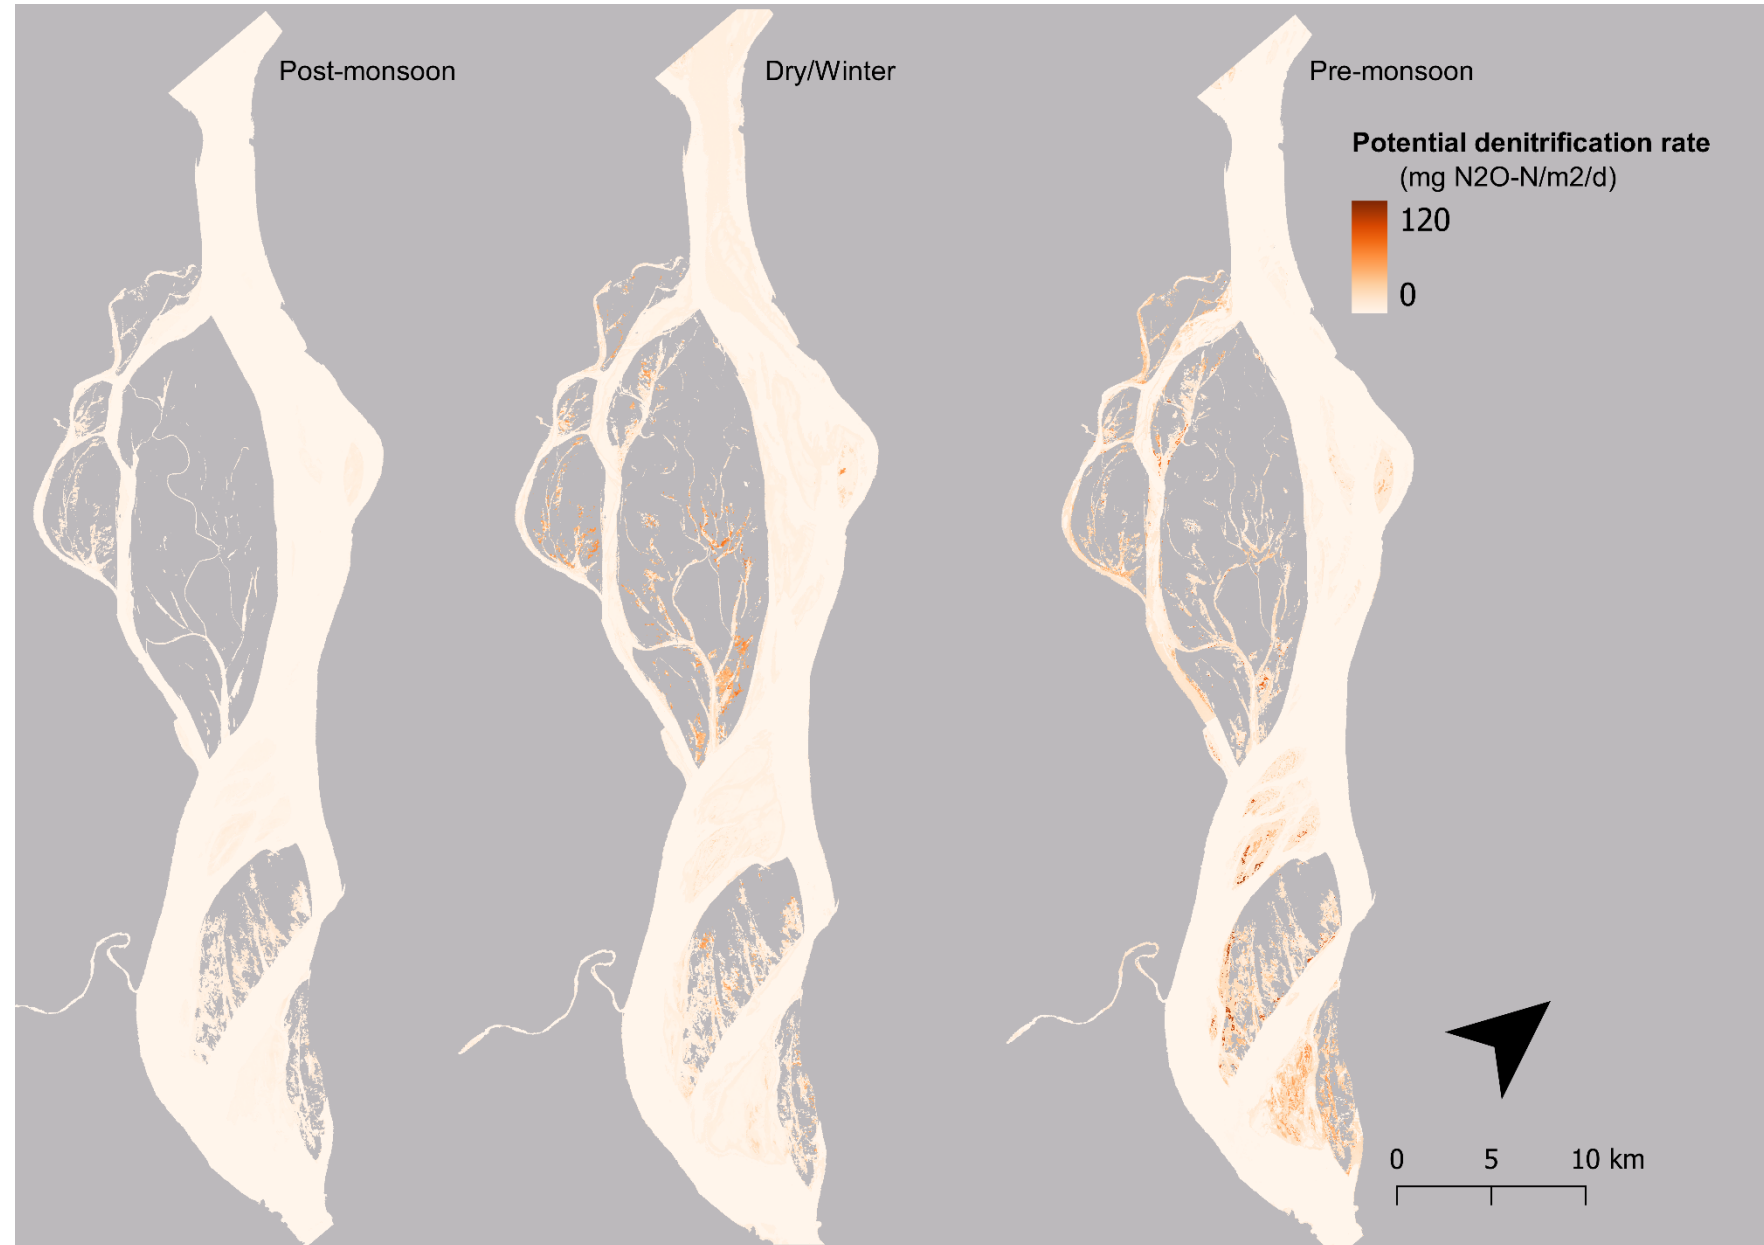 Post-monsoon
Dry/Winter
Pre-monsoon
Potential denitrification rate
(mg N2O-N/m2/d)
120
0
0 5 10 km